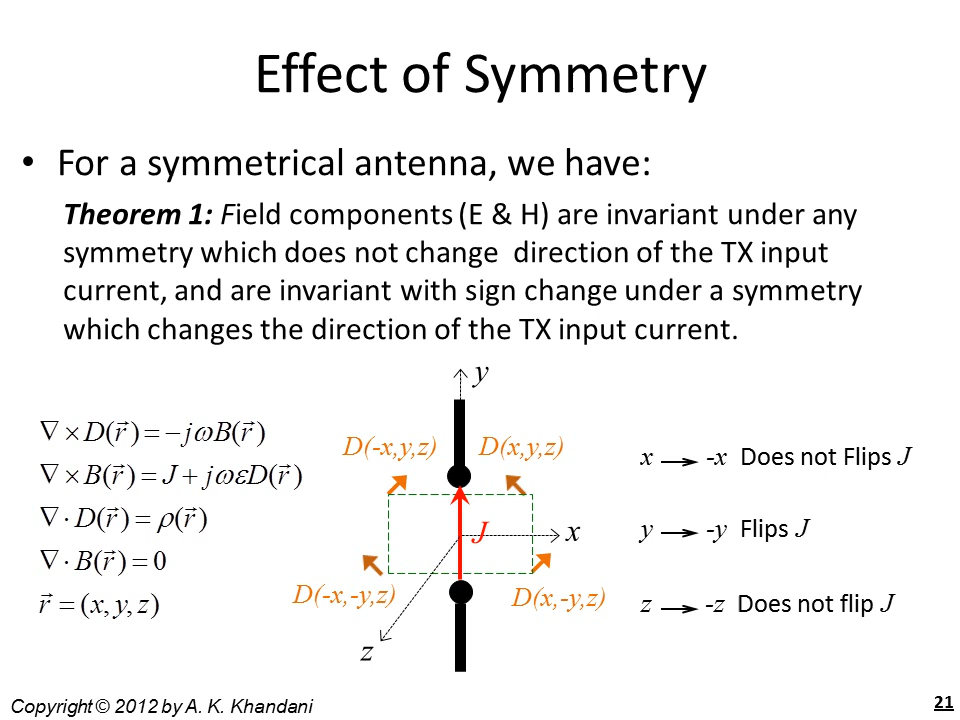 Effect of Symmetry
• For a symmetrical antenna, we have:
Theorem 1: Field components (E & H) are invariant under any
symmetry which does not change direction of the TX input
current, and are invariant with sign change under a symmetry
which changes the direction of the TX input current.
y
∇ × D(r⃗) = − jωB(r⃗)
∇ × B(r⃗) = J + jωεD(r⃗)
∇ · D(r⃗) = ρ(r⃗)
∇ · B(r⃗) = 0
r⃗ = (x, y, z)
D(-x,y,z) D(x,y,z)
J x
D(-x,-y,z) D(x,-y,z)
z
x → -x Does not Flips J
y → -y Flips J
z → -z Does not flip J
Copyright © 2012 by A. K. Khandani
21